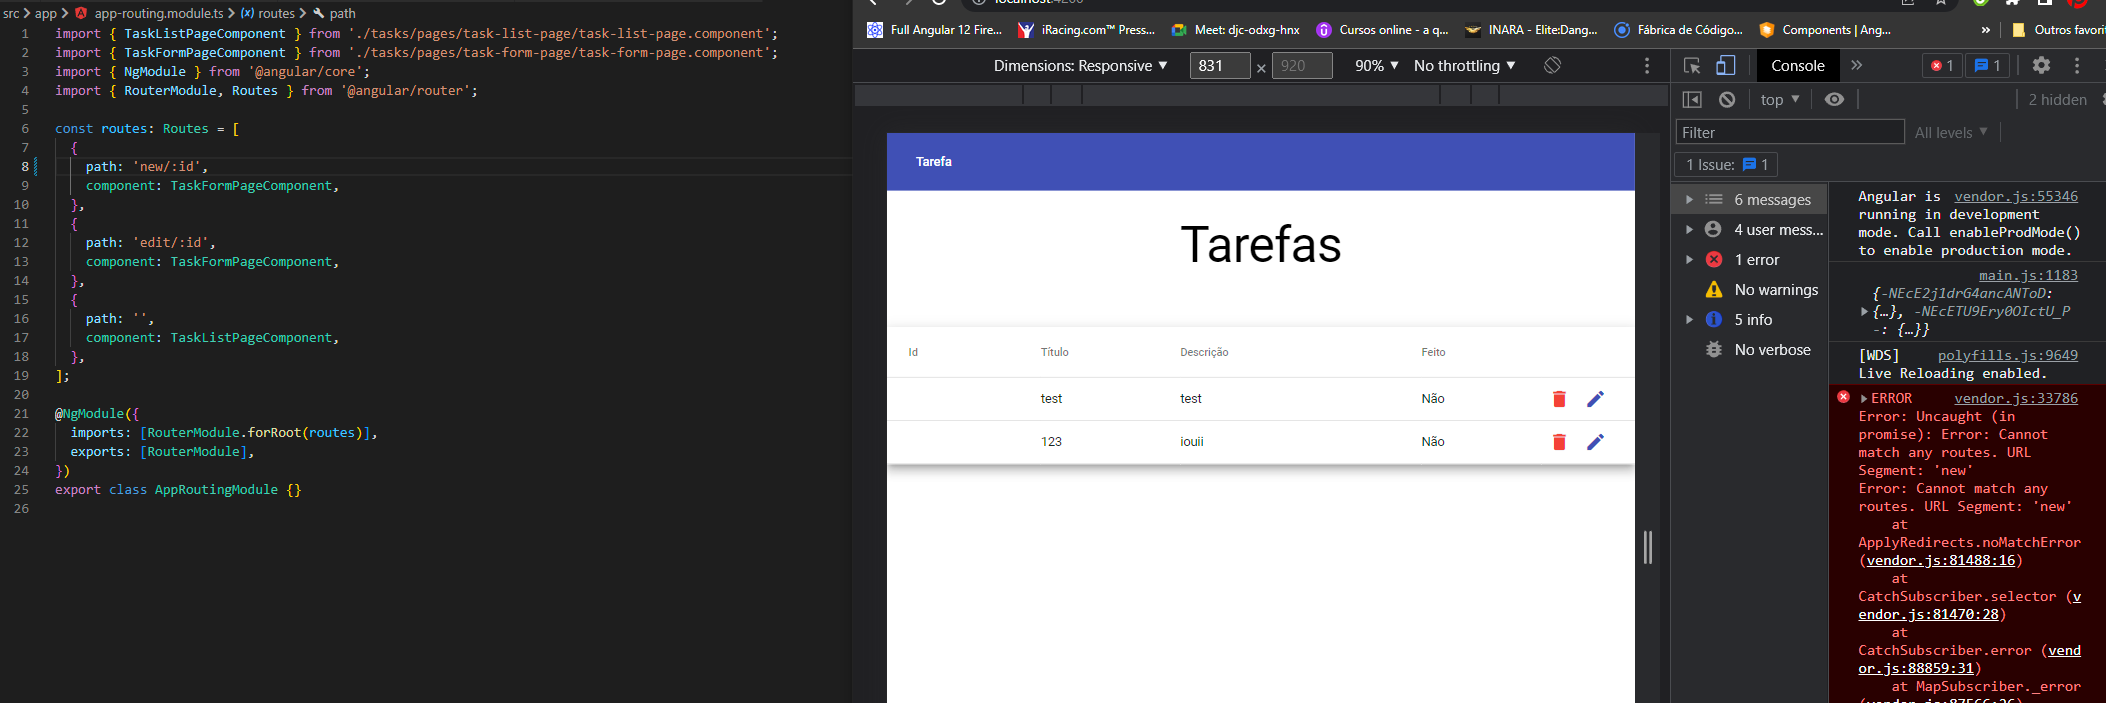 src > app > app-routing.module.ts > routes > path
1 import { TaskListPageComponent } from './tasks/pages/task-list-page/task-list-page.component';
2 import { TaskFormPageComponent } from './tasks/pages/task-form-page/task-form-page.component';
3 import { NgModule } from '@angular/core';
4 import { RouterModule, Routes } from '@angular/router';
5
6 const routes: Routes = [
7 {
8 path: 'new/:id',
9 component: TaskFormPageComponent,
10 },
11 {
12 path: 'edit/:id',
13 component: TaskFormPageComponent,
14 },
15 {
16 path: '',
17 component: TaskListPageComponent,
18 },
19 ];
20
21 @NgModule({
22 imports: [RouterModule.forRoot(routes)],
23 exports: [RouterModule],
24 })
25 export class AppRoutingModule {}
26
Full Angular 12 Fire... iRacing.com™ Press... Meet: djc-odxg-hnx Cursos online - a q... INARA - Elite:Dang... Fábrica de Código... Components | Ang... » Outros favori
Dimensions: Responsive ▼ 831 × 920 90% ▼ No throttling ▼
Tarefa
Tarefas
Id Título Descrição Feito
test test Não
123 iouii Não
Console » 1 1
top ▼ 2 hidden
Filter All levels ▼
1 Issue: 1
6 messages
4 user mess...
1 error
No warnings
5 info
No verbose
Angular is vendor.js:55346
running in development
mode. Call enableProdMode()
to enable production mode.
main.js:1183
{-NEcE2j1drG4ancANToD:
{…}, -NEcETU9Ery0OIctU_P
-: {…}}
[WDS] polyfills.js:9649
Live Reloading enabled.
ERROR vendor.js:33786
Error: Uncaught (in
promise): Error: Cannot
match any routes. URL
Segment: 'new'
Error: Cannot match any
routes. URL Segment: 'new'
at
ApplyRedirects.noMatchError
(vendor.js:81488:16)
at
CatchSubscriber.selector (v
endor.js:81470:28)
at
CatchSubscriber.error (vend
or.js:88859:31)
at MapSubscriber._error